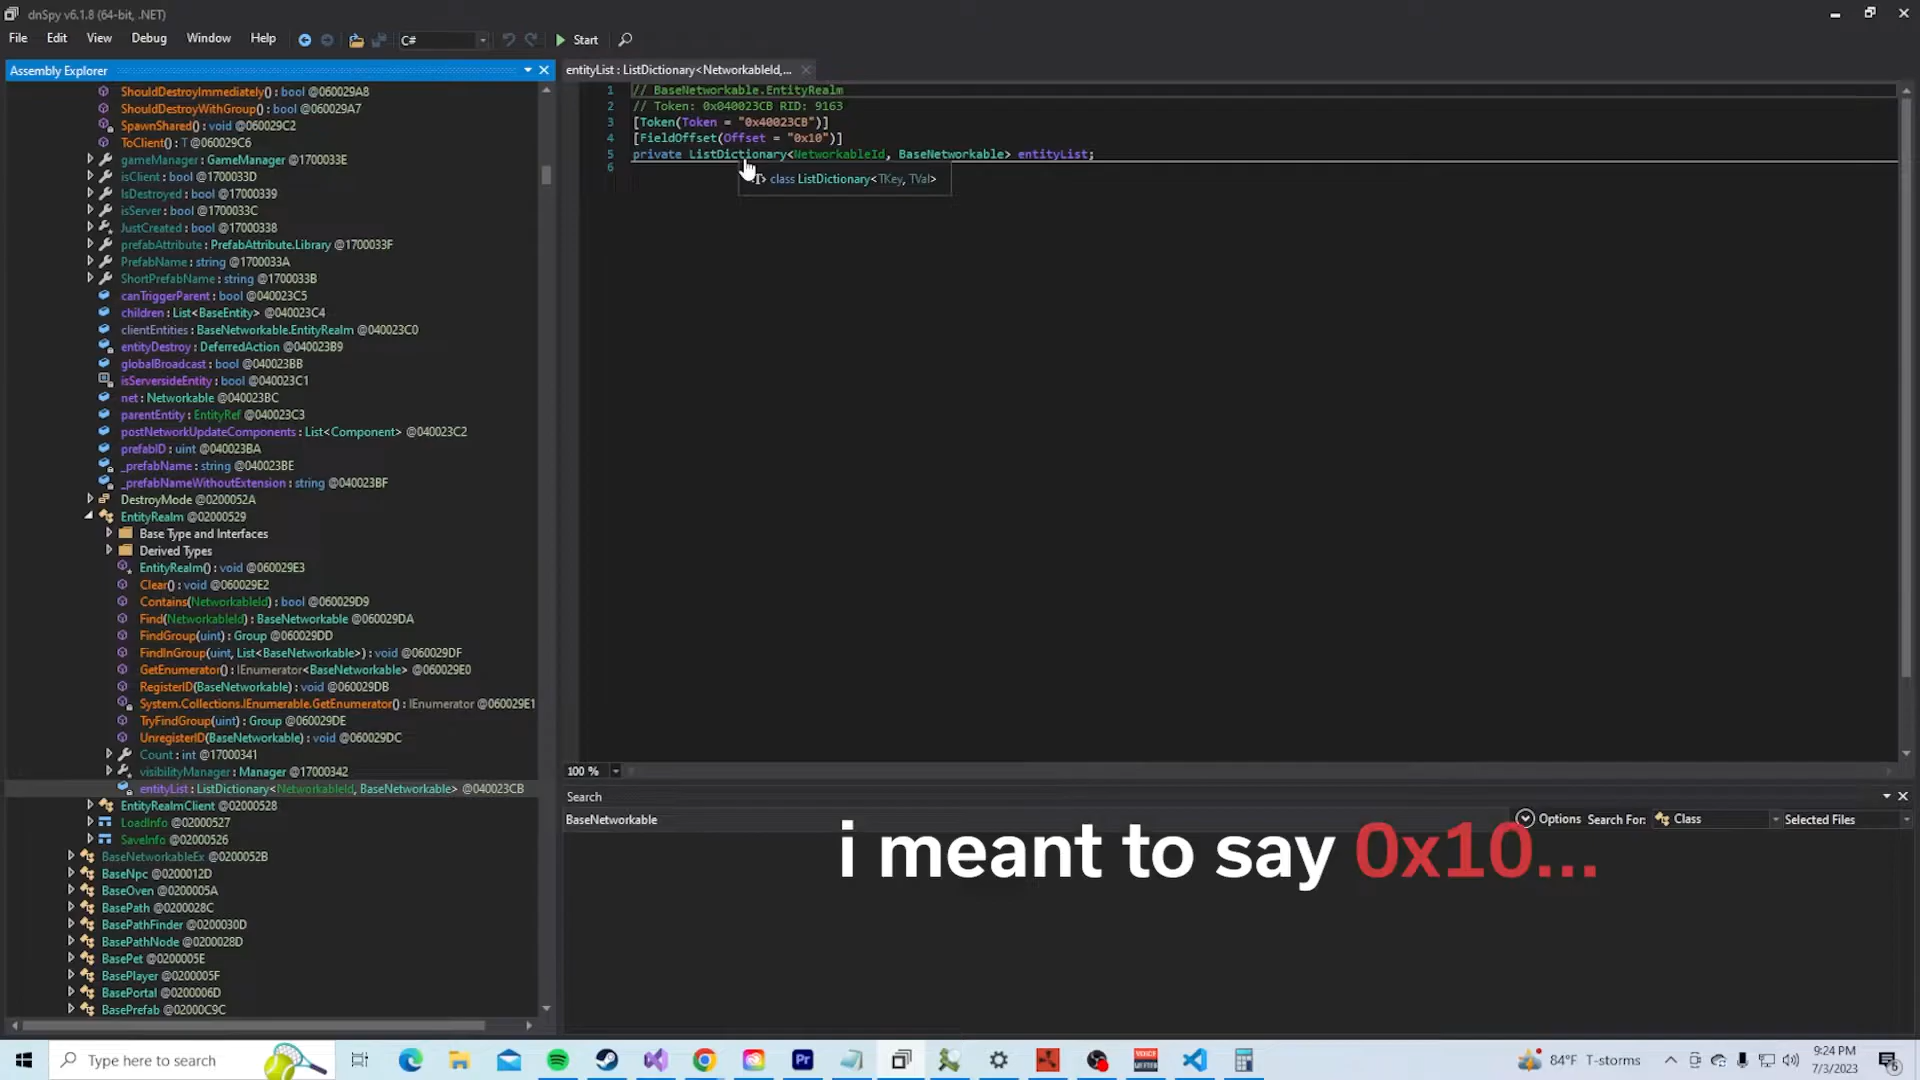 dnSpy v6.1.8 (64-bit, .NET)
File Edit View Debug Window Help C# Start
Assembly Explorer
ShouldDestroyImmediately() : bool @060029A8
ShouldDestroyWithGroup() : bool @060029A7
SpawnShared() : void @060029C2
ToClient() : T @060029C6
gameManager : GameManager @1700033E
isClient : bool @1700033D
IsDestroyed : bool @17000339
isServer : bool @1700033C
JustCreated : bool @17000338
prefabAttribute : PrefabAttribute.Library @1700033F
PrefabName : string @1700033A
ShortPrefabName : string @1700033B
canTriggerParent : bool @040023C5
children : List<BaseEntity> @040023C4
clientEntities : BaseNetworkable.EntityRealm @040023C0
entityDestroy : DeferredAction @040023B9
globalBroadcast : bool @040023BB
isServersideEntity : bool @040023C1
net : Networkable @040023BC
parentEntity : EntityRef @040023C3
postNetworkUpdateComponents : List<Component> @040023C2
prefabID : uint @040023BA
_prefabName : string @040023BE
_prefabNameWithoutExtension : string @040023BF
DestroyMode @0200052A
EntityRealm @02000529
Base Type and Interfaces
Derived Types
EntityRealm() : void @060029E3
Clear() : void @060029E2
Contains(NetworkableId) : bool @060029D9
Find(NetworkableId) : BaseNetworkable @060029DA
FindGroup(uint) : Group @060029DD
FindInGroup(uint, List<BaseNetworkable>) : void @060029DF
GetEnumerator() : IEnumerator<BaseNetworkable> @060029E0
RegisterID(BaseNetworkable) : void @060029DB
System.Collections.IEnumerable.GetEnumerator() : IEnumerator @060029E1
TryFindGroup(uint) : Group @060029DE
UnregisterID(BaseNetworkable) : void @060029DC
Count : int @17000341
visibilityManager : Manager @17000342
entityList : ListDictionary<NetworkableId, BaseNetworkable> @040023CB
EntityRealmClient @02000528
LoadInfo @02000527
SaveInfo @02000526
BaseNetworkableEx @0200052B
BaseNpc @0200012D
BaseOven @0200005A
BasePath @0200028C
BasePathFinder @0200030D
BasePathNode @0200028D
BasePet @0200005E
BasePlayer @0200005F
BasePortal @0200006D
BasePrefab @02000C9C
entityList : ListDictionary<NetworkableId,...
1 // BaseNetworkable.EntityRealm
2 // Token: 0x040023CB RID: 9163
3 [Token(Token = "0x40023CB")]
4 [FieldOffset(Offset = "0x10")]
5 private ListDictionary<NetworkableId, BaseNetworkable> entityList;
6
class ListDictionary<TKey, TVal>
100 %
Search
BaseNetworkable Options Search For: Class Selected Files
i meant to say 0x10...
Type here to search
Pr
84°F T-storms
9:24 PM
7/3/2023